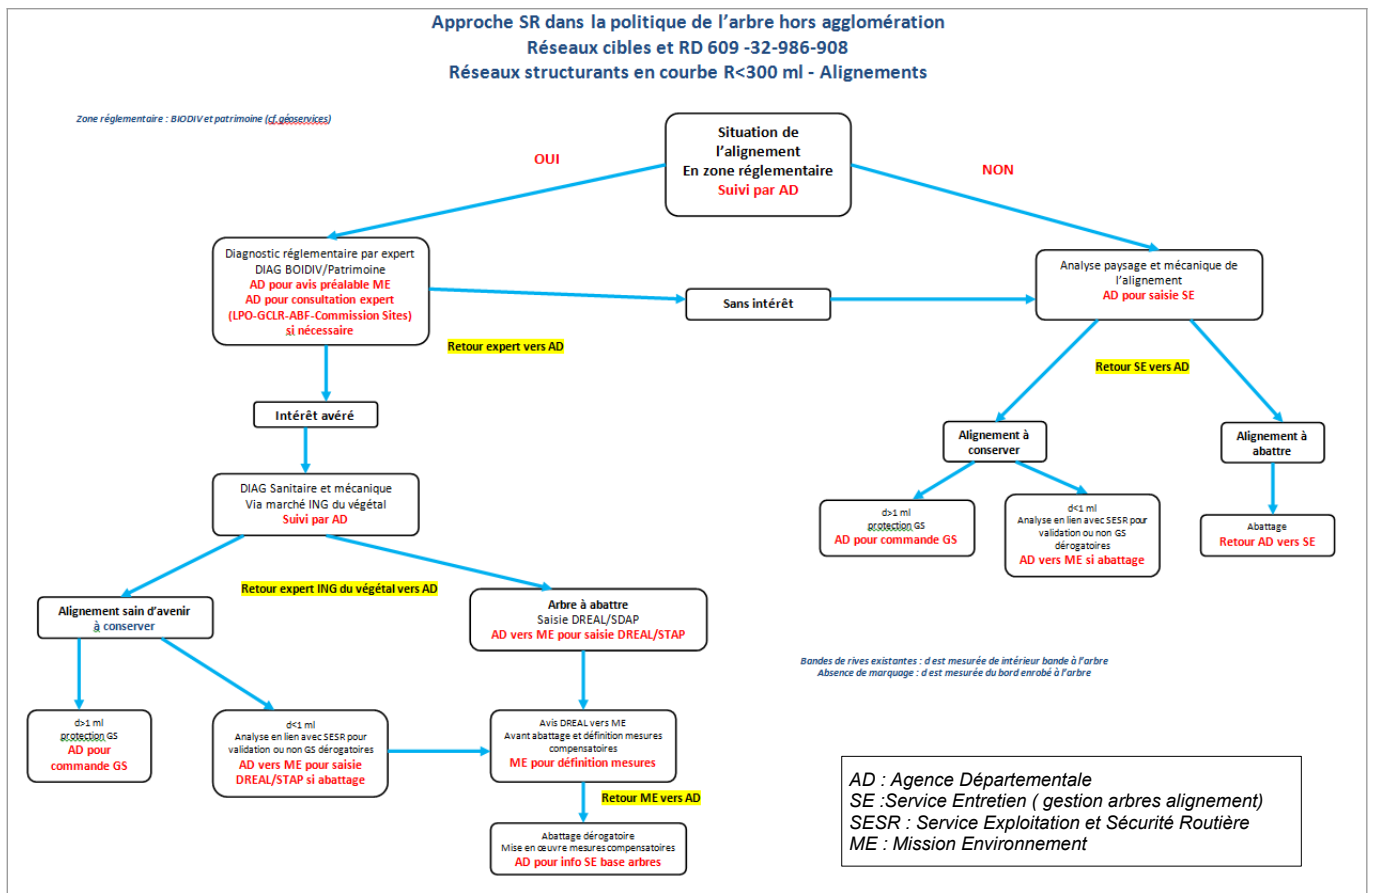 Approche SR dans la politique de l'arbre hors agglomération
Réseaux cibles et RD 609 -32-986-908
Réseaux structurants en courbe R<300 ml - Alignements
Zone réglementaire : BIODIV et patrimoine (cf.géoservices)
Situation de
l'alignement
En zone réglementaire
Suivi par AD
OUI
NON
Diagnostic réglementaire par expert
DIAG BOIDIV/Patrimoine
AD pour avis préalable ME
AD pour consultation expert
(LPO-GCLR-ABF-Commission Sites)
si nécessaire
Sans intérêt
Analyse paysage et mécanique de
l'alignement
AD pour saisie SE
Retour expert vers AD
Retour SE vers AD
Intérêt avéré
Alignement à
conserver
Alignement à
abattre
DIAG Sanitaire et mécanique
Via marché ING du végétal
Suivi par AD
d>1 ml
protection GS
AD pour commande GS
d<1 ml
Analyse en lien avec SESR pour
validation ou non GS
dérogatoires
AD vers ME si abattage
Abattage
Retour AD vers SE
Retour expert ING du végétal vers AD
Alignement sain d'avenir
à conserver
Arbre à abattre
Saisie DREAL/SDAP
AD vers ME pour saisie DREAL/STAP
Bandes de rives existantes : d est mesurée de intérieur bande à l'arbre
Absence de marquage : d est mesurée du bord enrobé à l'arbre
d>1 ml
protection GS
AD pour
commande GS
d<1 ml
Analyse en lien avec SESR pour
validation ou non GS dérogatoires
AD vers ME pour saisie
DREAL/STAP si abattage
Avis DREAL vers ME
Avant abattage et définition mesures
compensatoires
ME pour définition mesures
Retour ME vers AD
Abattage dérogatoire
Mise en œuvre mesures compensatoires
AD pour info SE base arbres
AD : Agence Départementale
SE :Service Entretien ( gestion arbres alignement)
SESR : Service Exploitation et Sécurité Routière
ME : Mission Environnement